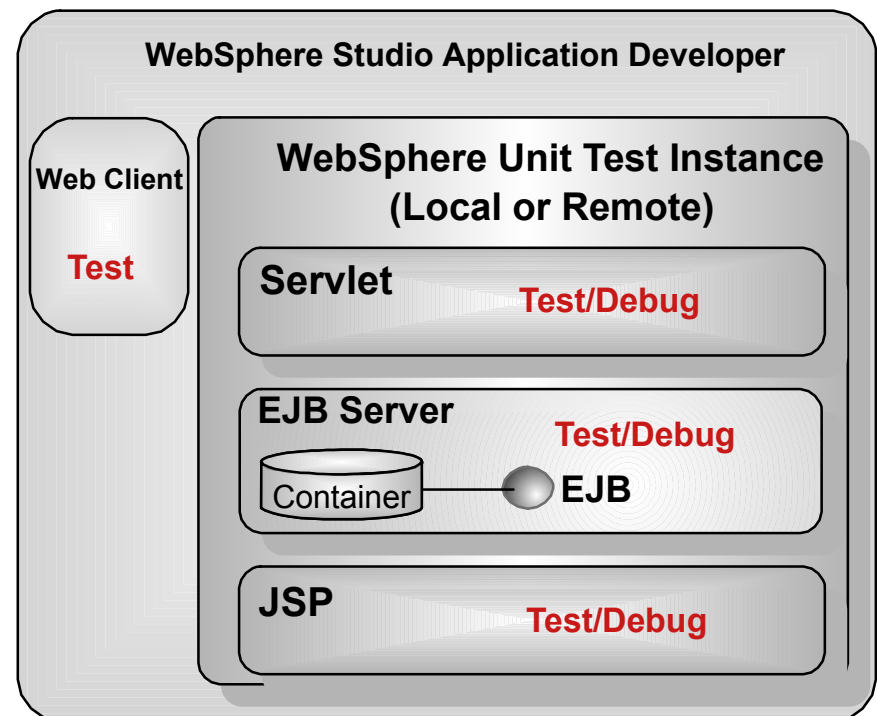 WebSphere Studio Application Developer
Web Client
Test
WebSphere Unit Test Instance
(Local or Remote)
Servlet
Test/Debug
EJB Server
Test/Debug
Container
EJB
JSP
Test/Debug